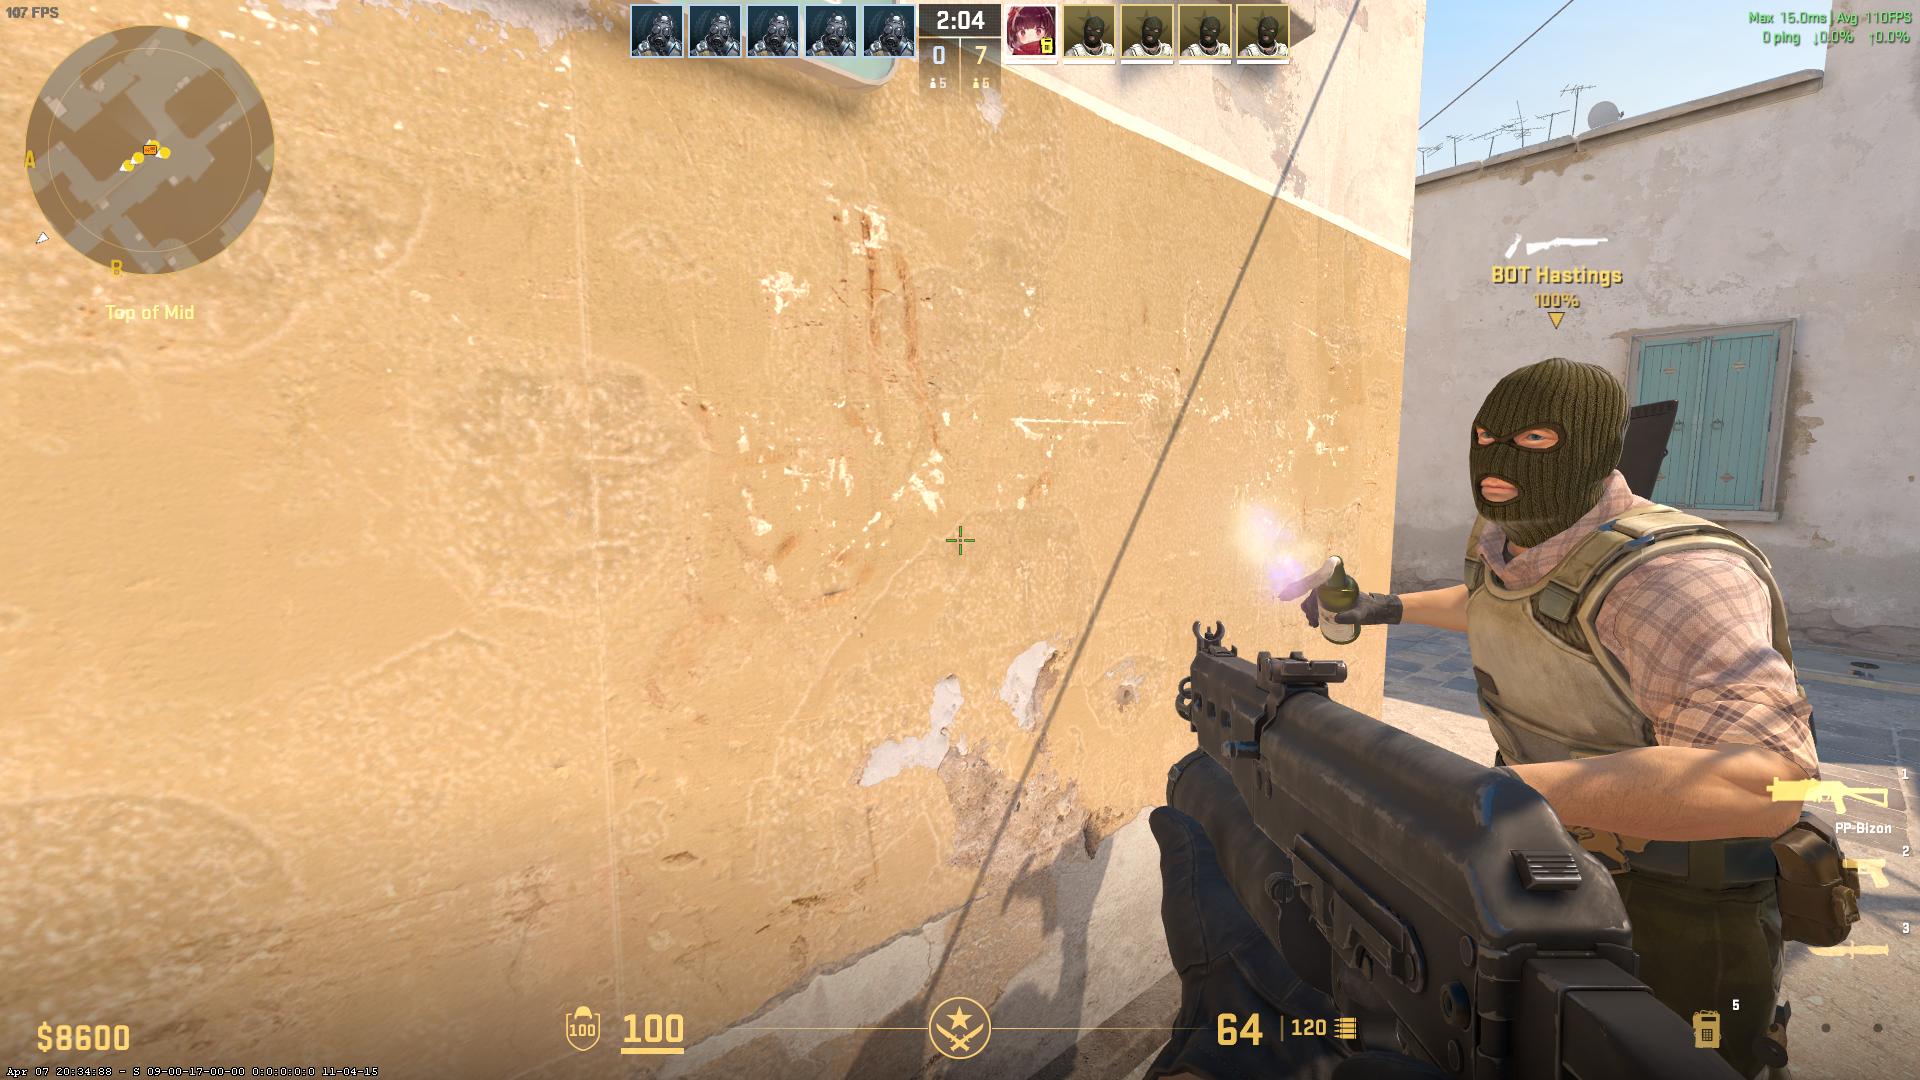 107 FPS
2:04
0 7
5 5
Max 15.0ms Avg 110FPS
0 ping ↓0.0% ↑0.0%
A
B
Top of Mid
BOT Hastings
100%
1
PP-Bizon
2
3
5
$8600
100
100
64 | 120
Apr 07 20:34:88 - S 09-00-17-00-00 0:0:0:0:0 11-04-15